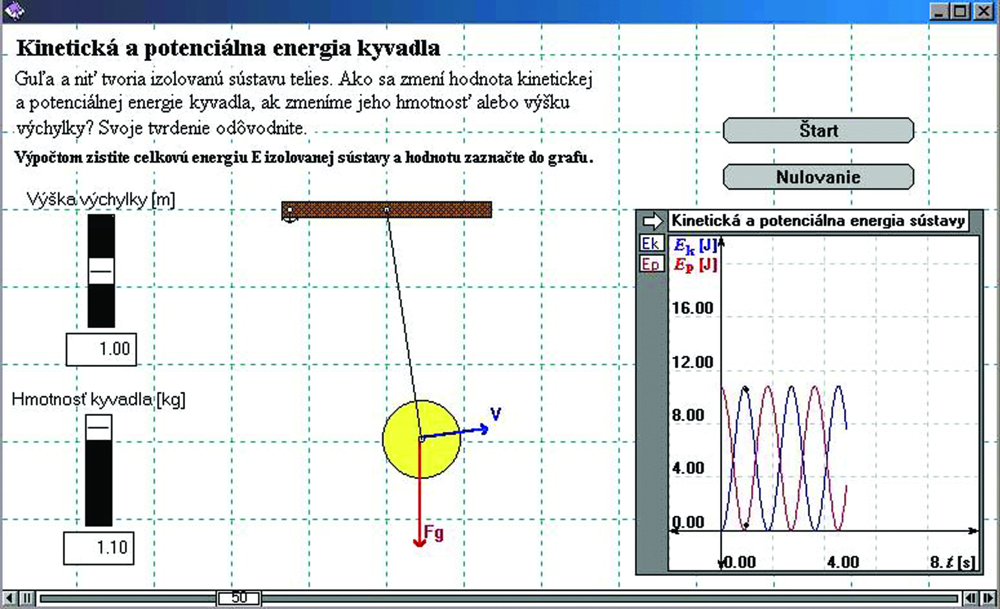 Kinetická a potenciálna energia kyvadla
Guľa a niť tvoria izolovanú sústavu telies. Ako sa zmení hodnota kinetickej
a potenciálnej energie kyvadla, ak zmeníme jeho hmotnosť alebo výšku
výchylky? Svoje tvrdenie odôvodnite.
Výpočtom zistite celkovú energiu E izolovanej sústavy a hodnotu zaznačte do grafu.
Štart
Nulovanie
Výška výchylky [m]
1.00
Hmotnosť kyvadla [kg]
1.10
V
Fg
Kinetická a potenciálna energia sústavy
Ek
Ek [J]
Ep
Ep [J]
16.00
12.00
8.00
4.00
0.00
0.00 4.00 8. t [s]
50